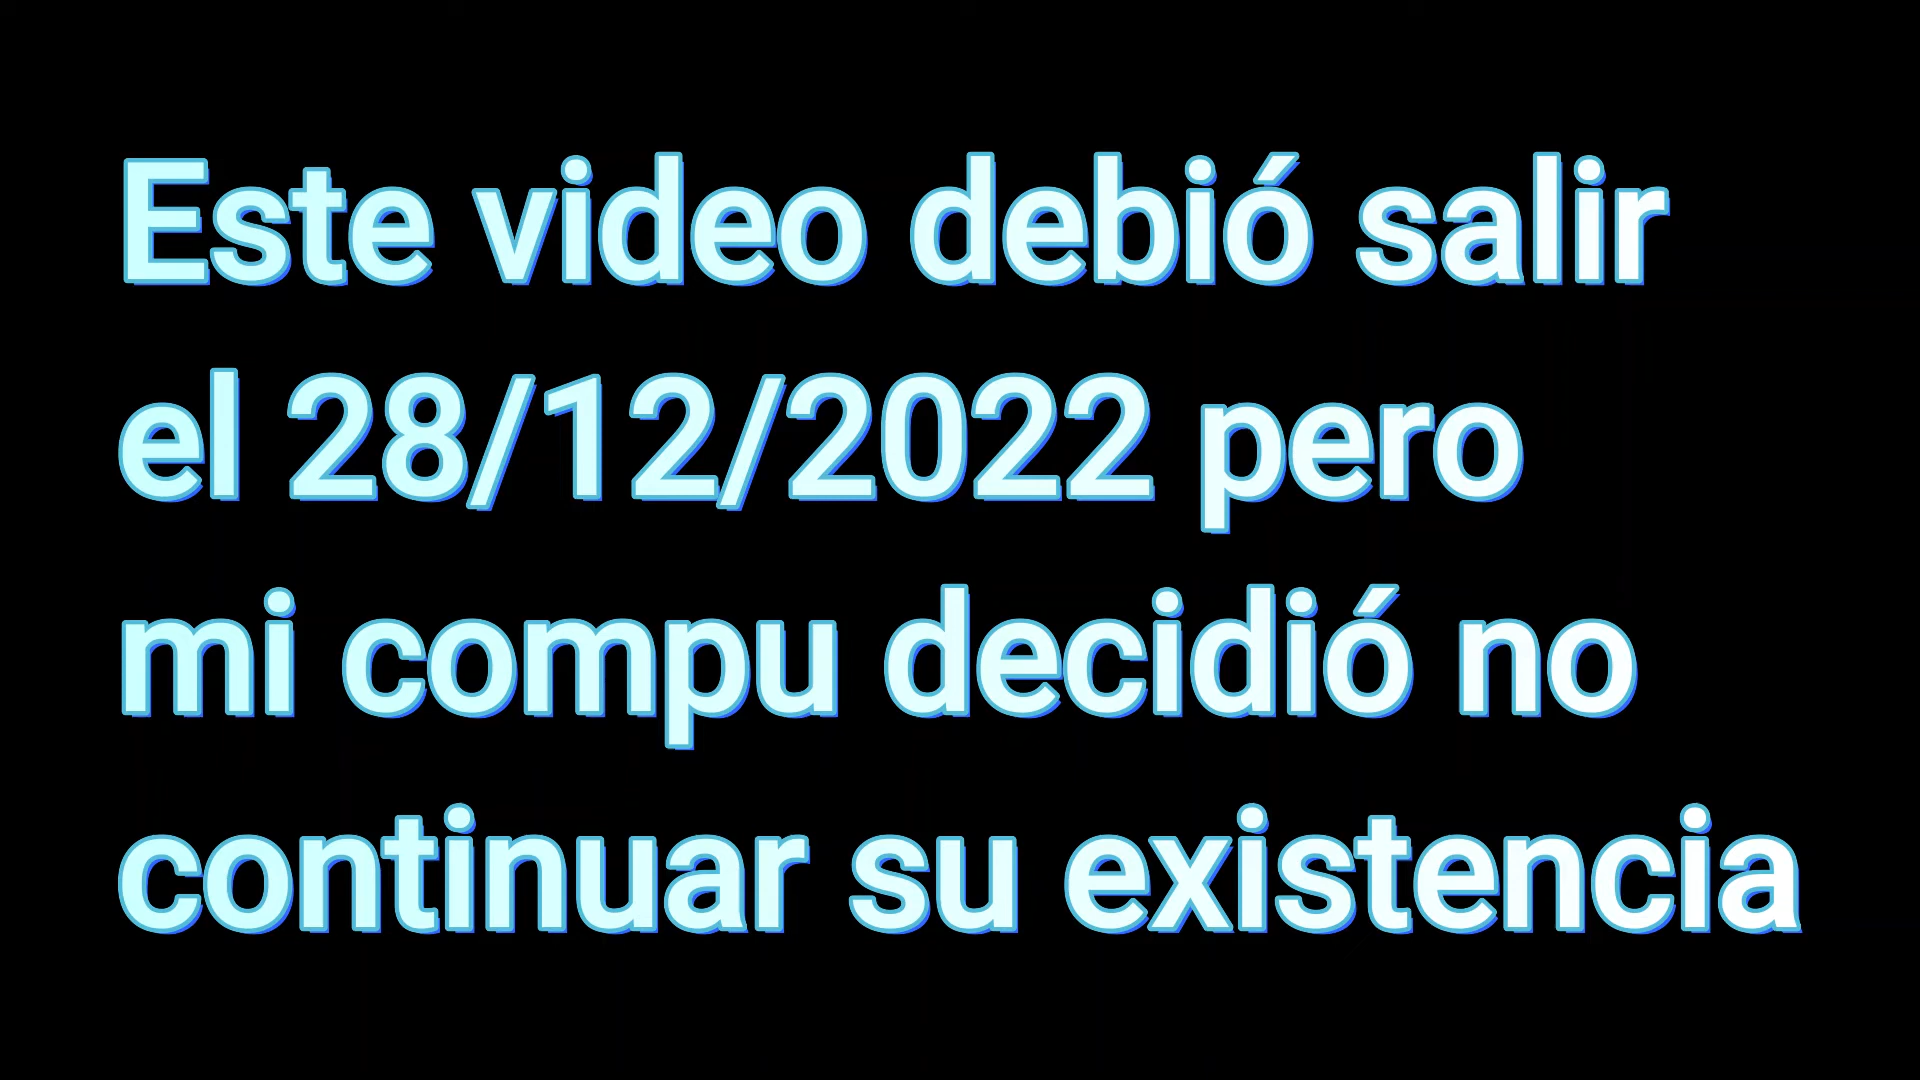 Este video debió salir
el 28/12/2022 pero
mi compu decidió no
continuar su existencia